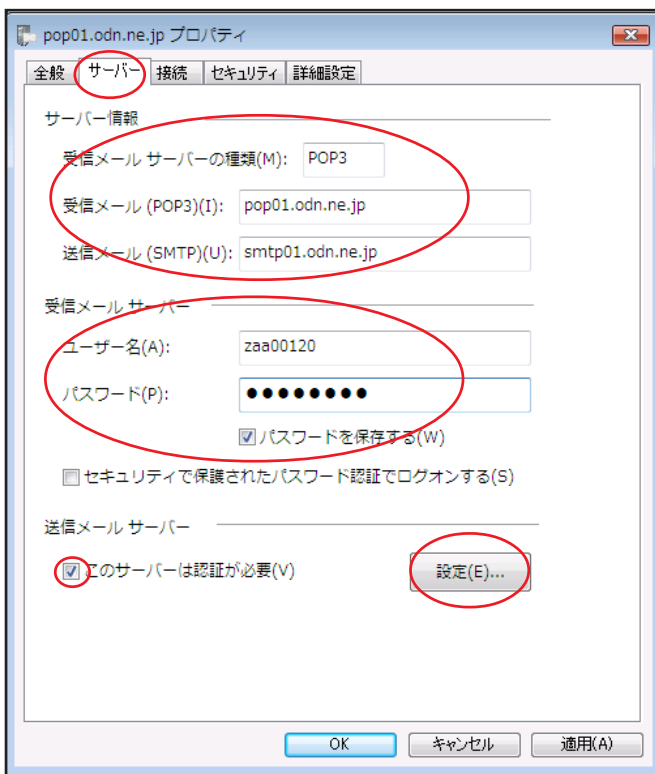 pop01.odn.ne.jp プロパティ
全般 サーバー 接続 セキュリティ 詳細設定
サーバー情報
受信メール サーバーの種類(M): POP3
受信メール (POP3)(I): pop01.odn.ne.jp
送信メール (SMTP)(U): smtp01.odn.ne.jp
受信メール サーバー
ユーザー名(A): zaa00120
パスワード(P): ●●●●●●●●
パスワードを保存する(W)
セキュリティで保護されたパスワード認証でログオンする(S)
送信メール サーバー
このサーバーは認証が必要(V) 設定(E)...
OK キャンセル 適用(A)